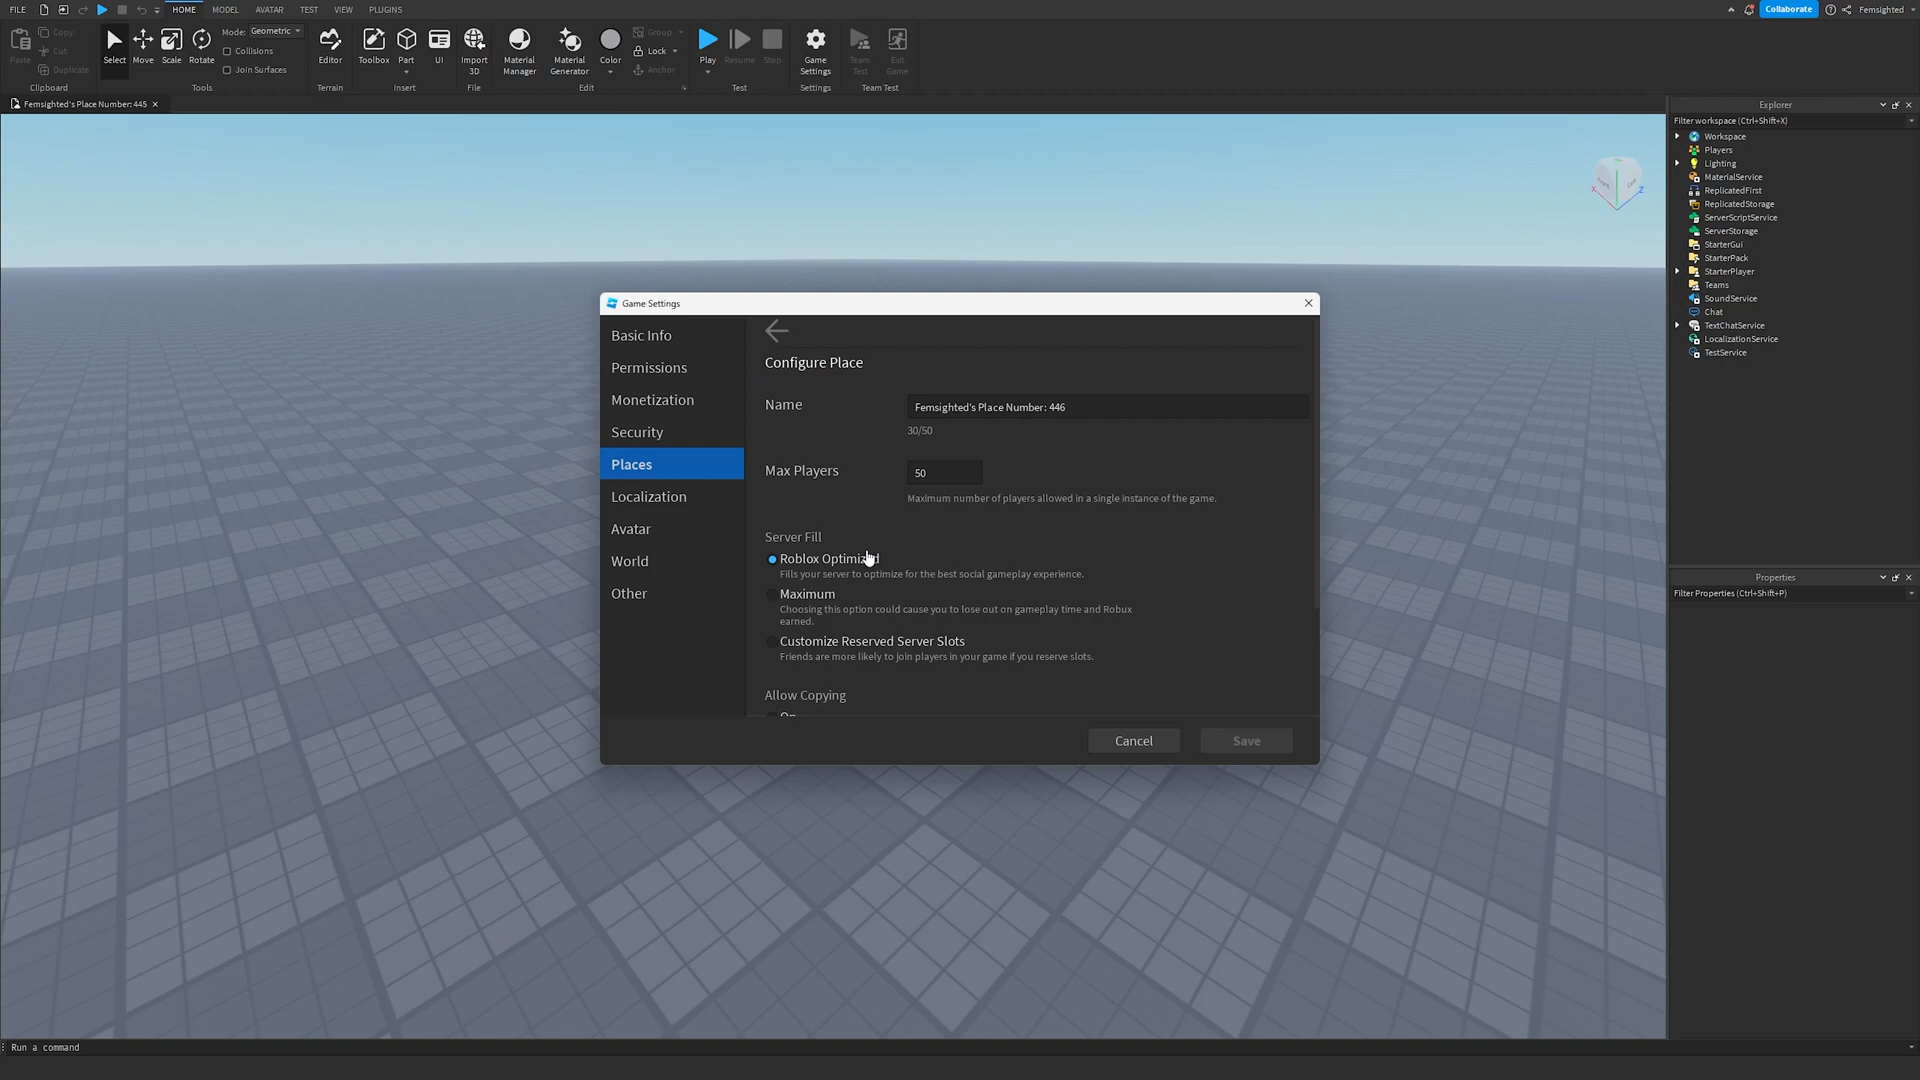 FILE
HOME
MODEL
AVATAR
TEST
VIEW
PLUGINS
Collaborate
Femsighted
Paste
Copy
Cut
Duplicate
Clipboard
Select
Move
Scale
Rotate
Mode: Geometric
Collisions
Join Surfaces
Tools
Editor
Terrain
Toolbox
Part
UI
Insert
Import
3D
File
Material
Manager
Material
Generator
Color
Group
Lock
Anchor
Edit
Play
Resume
Stop
Test
Game
Settings
Settings
Team
Test
Exit
Game
Team Test
Femsighted's Place Number: 445
Front
Left
X
Z
Game Settings
Basic Info
Permissions
Monetization
Security
Places
Localization
Avatar
World
Other
Configure Place
Name
Femsighted's Place Number: 446
30/50
Max Players
50
Maximum number of players allowed in a single instance of the game.
Server Fill
Roblox Optimized
Fills your server to optimize for the best social gameplay experience.
Maximum
Choosing this option could cause you to lose out on gameplay time and Robux
earned.
Customize Reserved Server Slots
Friends are more likely to join players in your game if you reserve slots.
Allow Copying
On
Cancel
Save
Explorer
Filter workspace (Ctrl+Shift+X)
Workspace
Players
Lighting
MaterialService
ReplicatedFirst
ReplicatedStorage
ServerScriptService
ServerStorage
StarterGui
StarterPack
StarterPlayer
Teams
SoundService
Chat
TextChatService
LocalizationService
TestService
Properties
Filter Properties (Ctrl+Shift+P)
Run a command